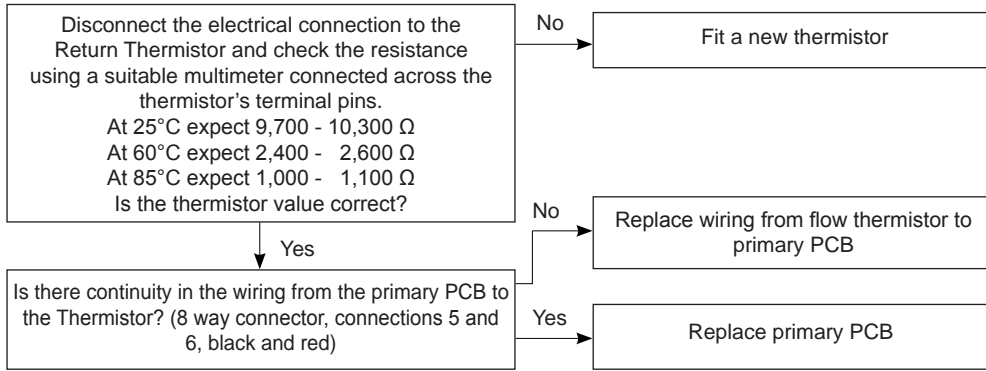 Disconnect the electrical connection to the
Return Thermistor and check the resistance
using a suitable multimeter connected across the
thermistor's terminal pins.
At 25°C expect 9,700 - 10,300 Ω
At 60°C expect 2,400 - 2,600 Ω
At 85°C expect 1,000 - 1,100 Ω
Is the thermistor value correct?
No
Fit a new thermistor
Yes
Is there continuity in the wiring from the primary PCB to
the Thermistor? (8 way connector, connections 5 and
6, black and red)
No
Replace wiring from flow thermistor to
primary PCB
Yes
Replace primary PCB